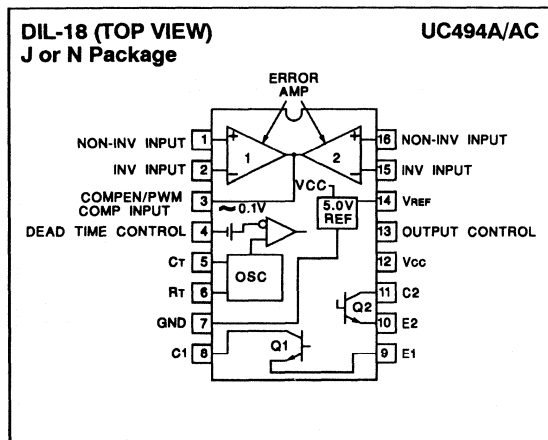 DIL-18 (TOP VIEW) UC494A/AC
J or N Package
ERROR
AMP
NON-INV INPUT 1 + + 16 NON-INV INPUT
1 2
INV INPUT 2 − − 15 INV INPUT
VCC
COMPEN/PWM
COMP INPUT 3 ≈ 0.1V 5.0V
REF 14 VREF
DEAD TIME CONTROL 4 13 OUTPUT CONTROL
CT 5 12 VCC
OSC
RT 6 11 C2
Q2
GND 7 10 E2
Q1
C1 8 9 E1